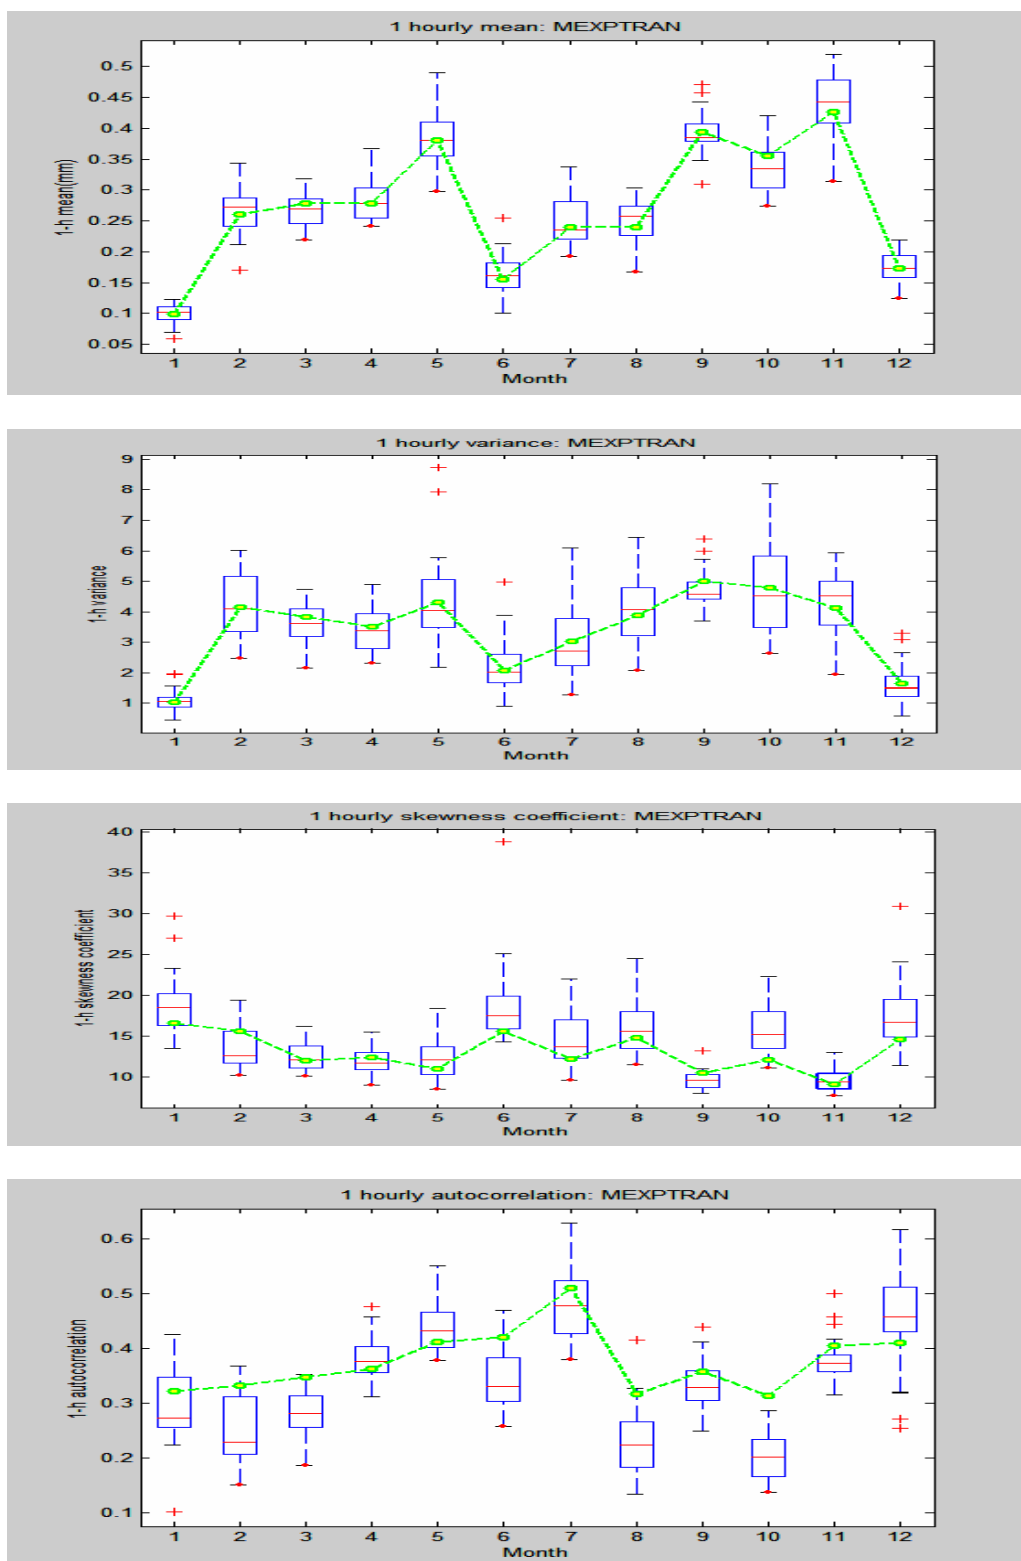 1 hourly mean: MEXPTRAN
1-h mean(mm)
0.5
0.45
0.4
0.35
0.3
0.25
0.2
0.15
0.1
0.05
1 2 3 4 5 6 7 8 9 10 11 12
Month
1 hourly variance: MEXPTRAN
1-h variance
9
8
7
6
5
4
3
2
1
1 2 3 4 5 6 7 8 9 10 11 12
Month
1 hourly skewness coefficient: MEXPTRAN
1-h skewness coefficient
40
35
30
25
20
15
10
1 2 3 4 5 6 7 8 9 10 11 12
Month
1 hourly autocorrelation: MEXPTRAN
1-h autocorrelation
0.6
0.5
0.4
0.3
0.2
0.1
1 2 3 4 5 6 7 8 9 10 11 12
Month